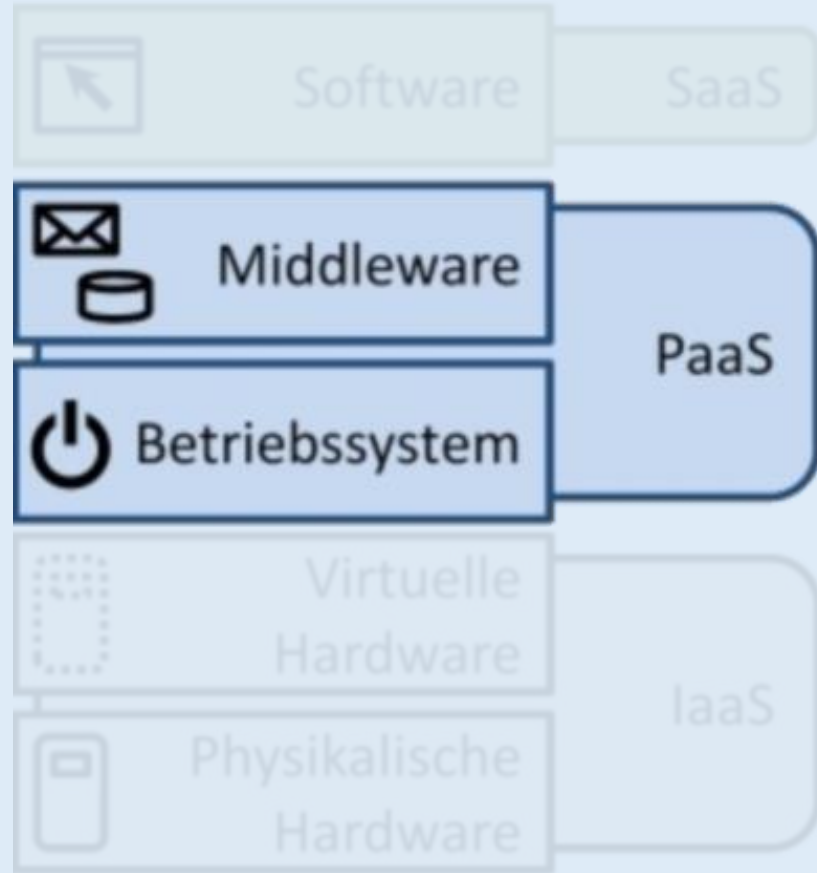 Software SaaS
Middleware
PaaS
Betriebssystem
Virtuelle
Hardware
IaaS
Physikalische
Hardware